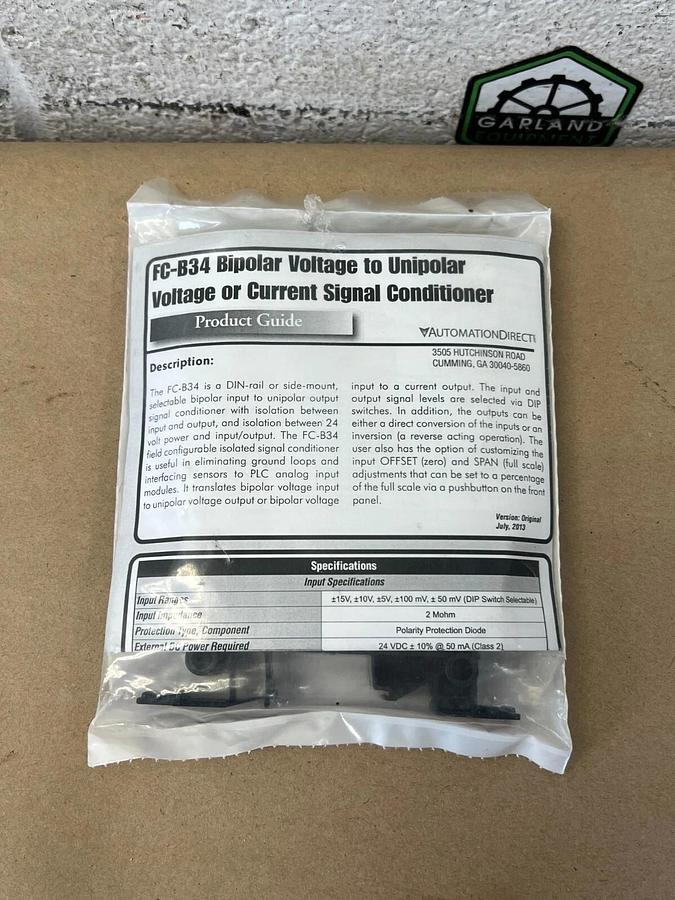 GARLAND
EQUIPMENT
FC-B34 Bipolar Voltage to Unipolar
Voltage or Current Signal Conditioner
Product Guide
AUTOMATIONDIRECT
3505 HUTCHINSON ROAD
CUMMING, GA 30040-5860
Description:
The FC-B34 is a DIN-rail or side-mount,
selectable bipolar input to unipolar output
signal conditioner with isolation between
input and output, and isolation between 24
volt power and input/output. The FC-B34
field configurable isolated signal conditioner
is useful in eliminating ground loops and
interfacing sensors to PLC analog input
modules. It translates bipolar voltage input
to unipolar voltage output or bipolar voltage
input to a current output. The input and
output signal levels are selected via DIP
switches. In addition, the outputs can be
either a direct conversion of the inputs or an
inversion (a reverse acting operation). The
user also has the option of customizing the
input OFFSET (zero) and SPAN (full scale)
adjustments that can be set to a percentage
of the full scale via a pushbutton on the front
panel.
Version: Original
July, 2013
Specifications
Input Specifications
Input Ranges ±15V, ±10V, ±5V, ±100 mV, ± 50 mV (DIP Switch Selectable)
Input Impedance 2 Mohm
Protection Type, Component Polarity Protection Diode
External DC Power Required 24 VDC ± 10% @ 50 mA (Class 2)